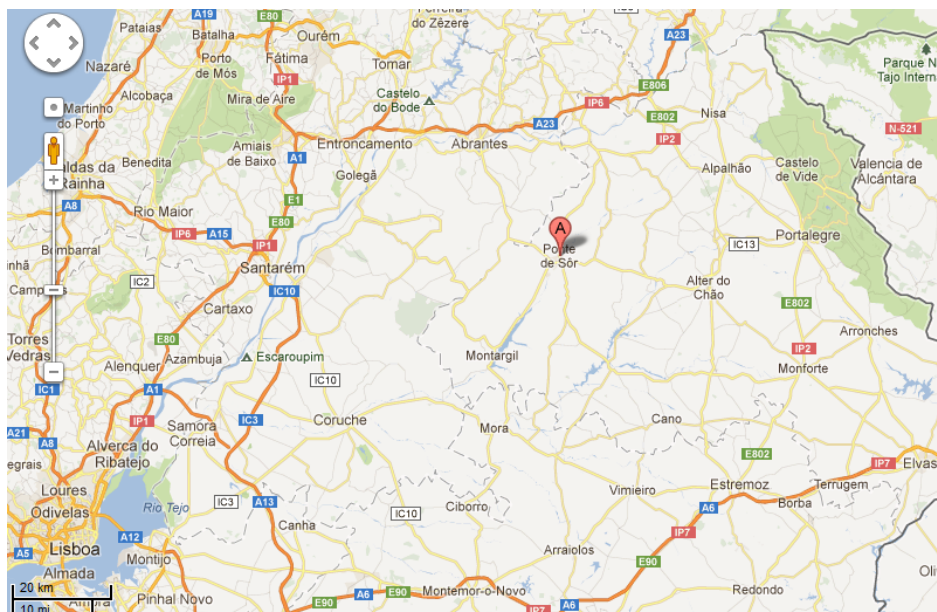 Pataias
A19
E80
Ferreira
do Zêzere
A23
Batalha
Ourém
Nazaré
Porto
de Mós
Fátima
Tomar
Parque N
Tajo Intern
IP1
E806
Alcobaça
Mira de Aire
Castelo
do Bode
IP6
Martinho
do Porto
E802
Nisa
A23
N-521
Amiais
de Baixo
A1
Entroncamento
Abrantes
IP2
Caldas da
Rainha
Benedita
Golegã
Alpalhão
Castelo
de Vide
Valencia de
Alcántara
A8
E1
Rio Maior
E80
A
IP6
A15
IP1
Ponte
de Sôr
IC13
Portalegre
Bombarral
Santarém
IC2
IC10
Alter do
Chão
E802
Cartaxo
Torres
Vedras
E80
Arronches
Alenquer
Azambuja
Escaroupim
Montargil
IP2
Monforte
IC1
A1
IC10
IP1
IC3
Coruche
Cano
A21
Samora
Correia
Mora
A8
Alverca do
Ribatejo
E802
IP7
Elvas
Loures
Estremoz
Terrugem
Vimieiro
Borba
Odivelas
Rio Tejo
IC3
A13
IC10
Ciborro
A6
Canha
IP7
Lisboa
A12
A5
Montijo
Arraiolos
E90
Almada
20 km
10 mi
Pinhal Novo
E90
A6
Montemor-o-Novo
IP7
A6
Redondo